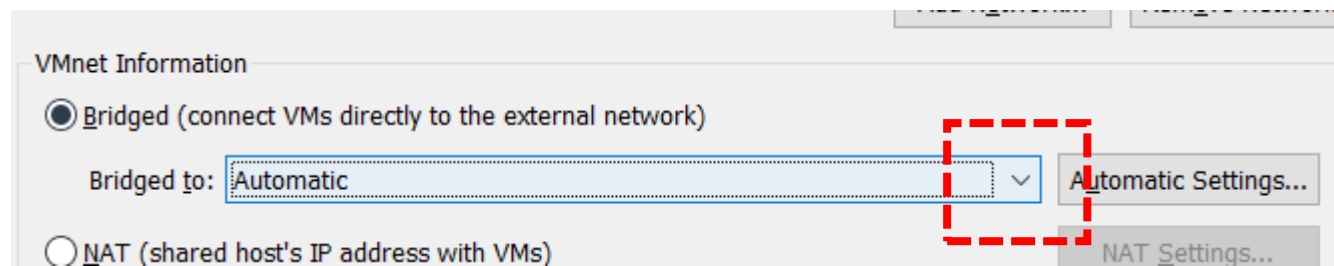 VMnet Information
Bridged (connect VMs directly to the external network)
Bridged to: Automatic Automatic Settings...
NAT (shared host's IP address with VMs) NAT Settings...